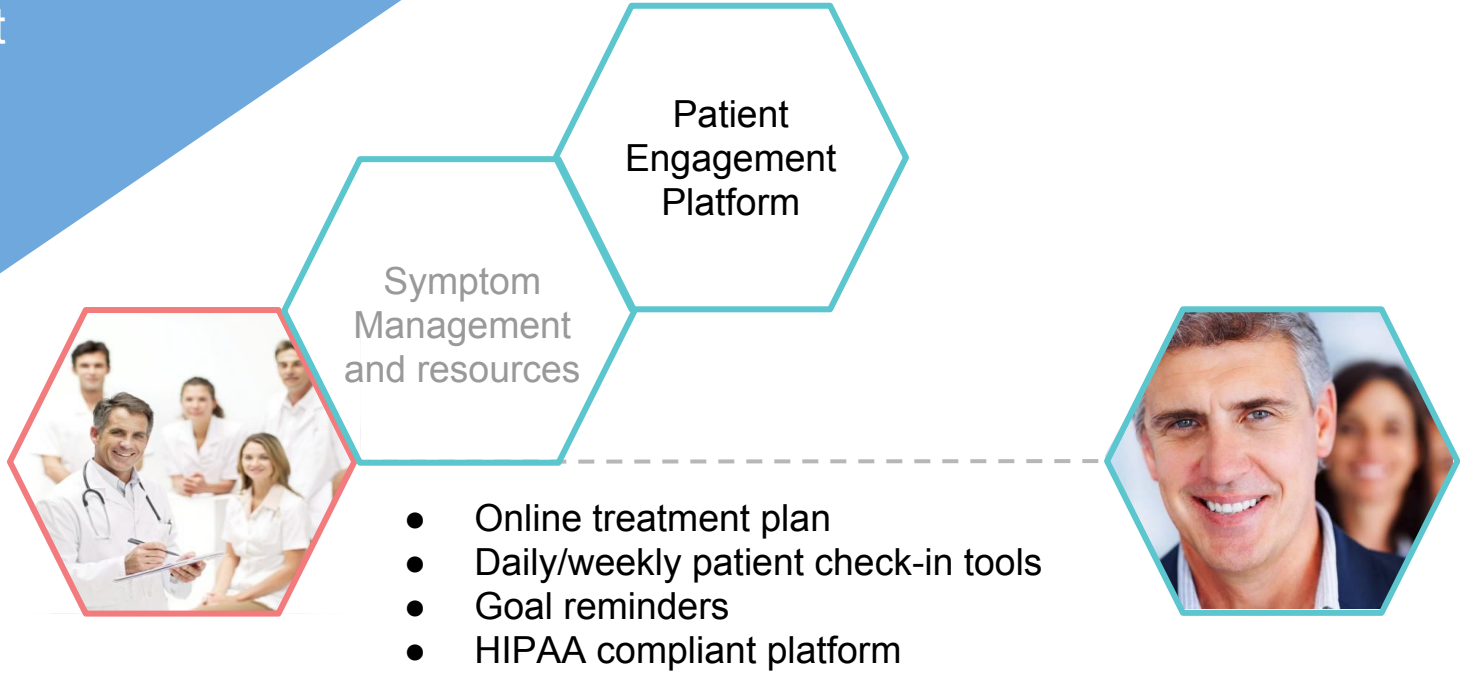 t
Patient
Engagement
Platform
Symptom
Management
and resources
● Online treatment plan
● Daily/weekly patient check-in tools
● Goal reminders
● HIPAA compliant platform